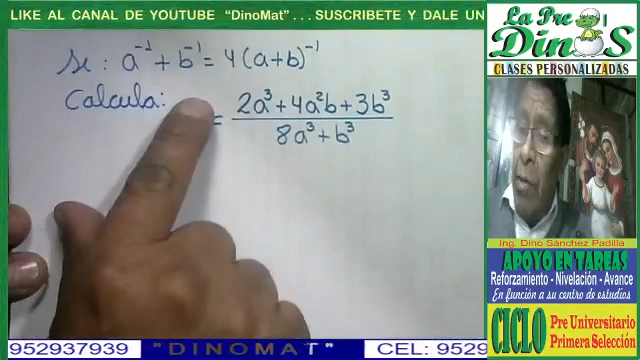 LIKE AL CANAL DE YOUTUBE "DinoMat" . . . SUSCRIBETE Y DALE UN
La Pre
Dinos
CLASES PERSONALIZADAS
Si : a⁻¹ + b⁻¹ = 4(a+b)⁻¹
Calcula:
= (2a³ + 4a²b + 3b³) / (8a³ + b³)
Ing. Dino Sánchez Padilla
APOYO EN TAREAS
Reforzamiento - Nivelación - Avance
En función a su centro de estudios
CICLO Pre Universitario
Primera Selección
952937939 "DINOMAT" CEL: 9529